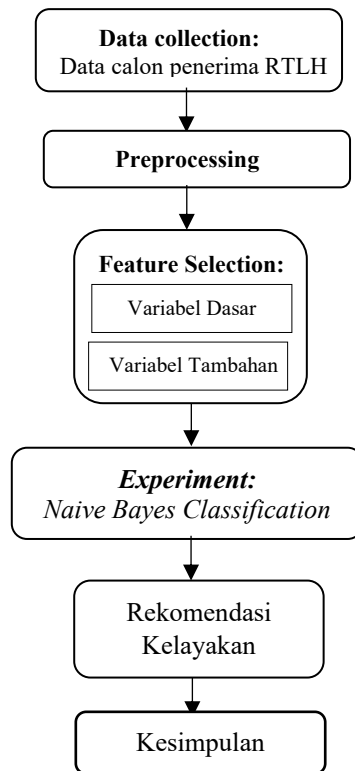 Data collection:
Data calon penerima RTLH
Preprocessing
Feature Selection:
Variabel Dasar
Variabel Tambahan
Experiment:
Naive Bayes Classification
Rekomendasi
Kelayakan
Kesimpulan